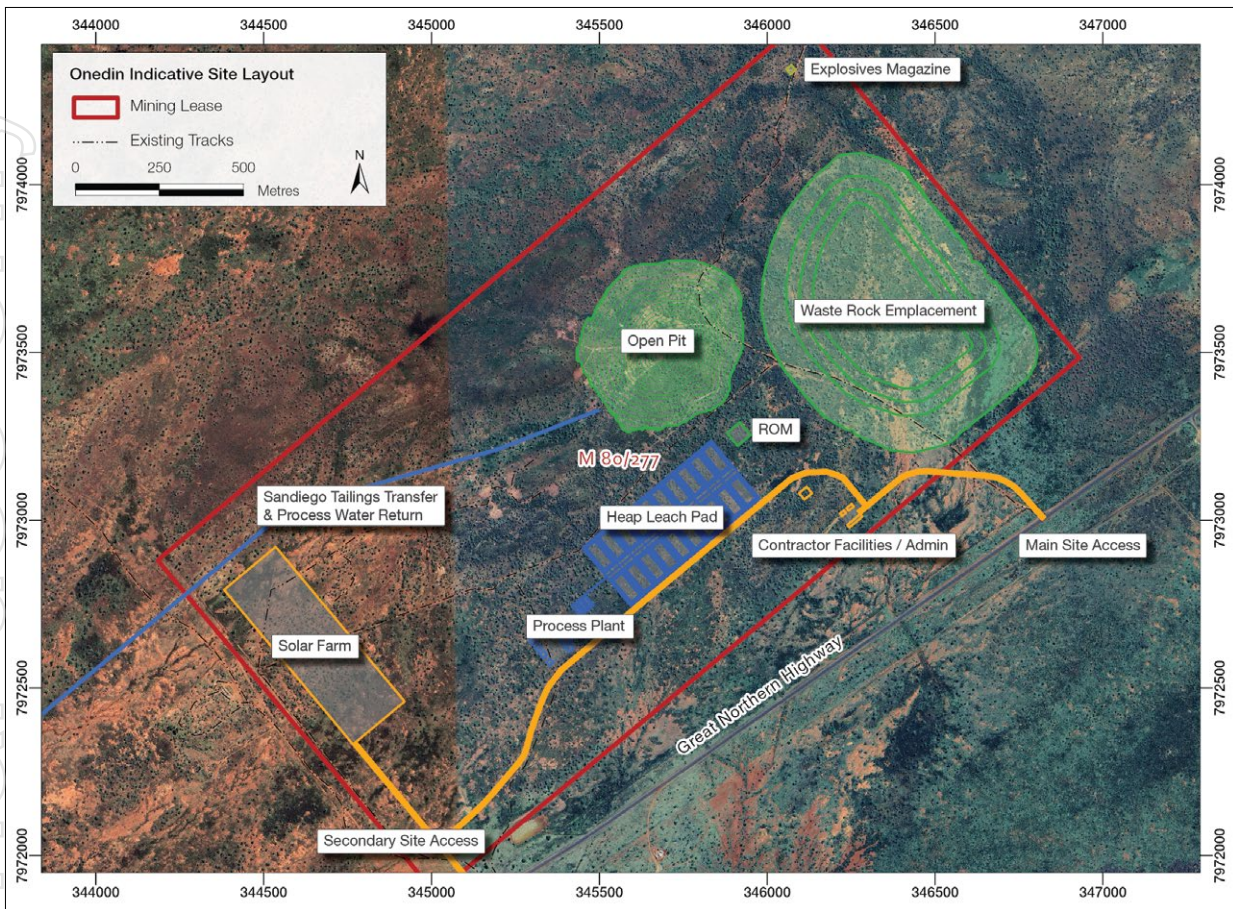 344000 344500 345000 345500 346000 346500 347000
Onedin Indicative Site Layout
Mining Lease
Existing Tracks
0 250 500
Metres
N
Explosives Magazine
7974000
7974000
Waste Rock Emplacement
Open Pit
7973500
7973500
ROM
M 80/277
Sandiego Tailings Transfer
& Process Water Return
Heap Leach Pad
7973000
7973000
Contractor Facilities / Admin
Main Site Access
Process Plant
Solar Farm
7972500
7972500
Great Northern Highway
Secondary Site Access
7972000
7972000
344000 344500 345000 345500 346000 346500 347000